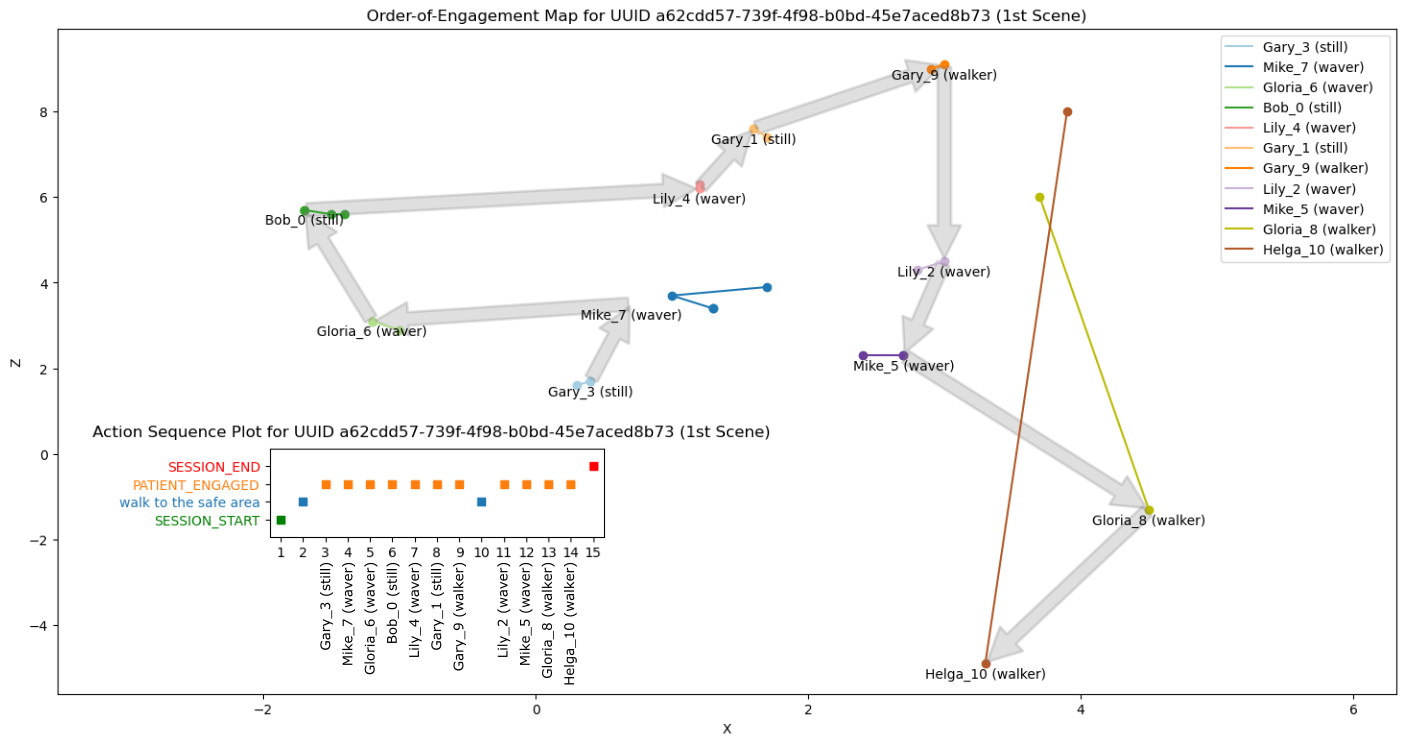 Order-of-Engagement Map for UUID a62cdd57-739f-4f98-b0bd-45e7aced8b73 (1st Scene)
Gary_3 (still)
Mike_7 (waver)
Gloria_6 (waver)
Bob_0 (still)
Lily_4 (waver)
Gary_1 (still)
Gary_9 (walker)
Lily_2 (waver)
Mike_5 (waver)
Gloria_8 (walker)
Helga_10 (walker)
Gary_9 (walker)
Gary_1 (still)
Lily_4 (waver)
Bob_0 (still)
Lily_2 (waver)
Mike_7 (waver)
Gloria_6 (waver)
Mike_5 (waver)
Gary_3 (still)
Gloria_8 (walker)
Helga_10 (walker)
Z
8
6
4
2
0
−2
−4
Action Sequence Plot for UUID a62cdd57-739f-4f98-b0bd-45e7aced8b73 (1st Scene)
SESSION_END
PATIENT_ENGAGED
walk to the safe area
SESSION_START
1 2 3 4 5 6 7 8 9 10 11 12 13 14 15
Gary_3 (still)
Mike_7 (waver)
Gloria_6 (waver)
Bob_0 (still)
Lily_4 (waver)
Gary_1 (still)
Gary_9 (walker)
Lily_2 (waver)
Mike_5 (waver)
Gloria_8 (walker)
Helga_10 (walker)
−2 0 2 4 6
X